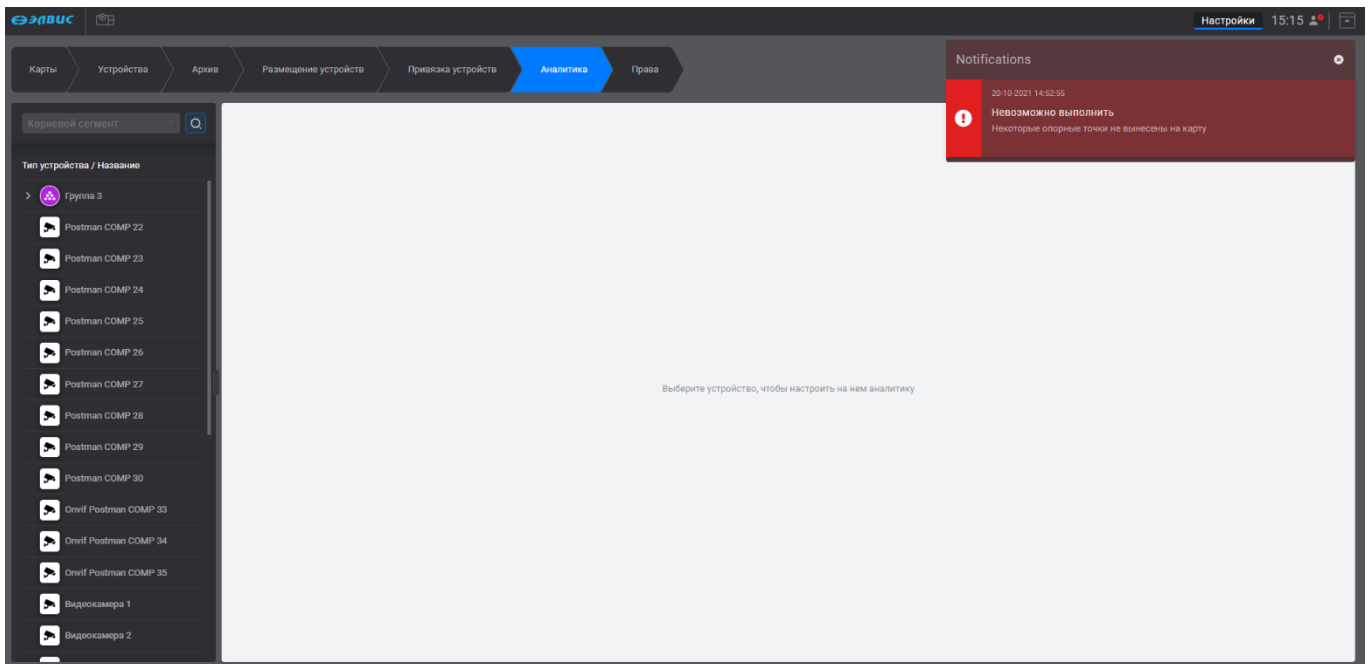 ЭЛВИС
Настройки 15:15
Карты Устройства Архив Размещение устройств Привязка устройств Аналитика Права
Notifications
20-10-2021 14:52:55
Невозможно выполнить
Некоторые опорные точки не вынесены на карту
Корневой сегмент
Тип устройства / Название
Группа 3
Postman COMP 22
Postman COMP 23
Postman COMP 24
Postman COMP 25
Postman COMP 26
Postman COMP 27
Выберите устройство, чтобы настроить на нем аналитику
Postman COMP 28
Postman COMP 29
Postman COMP 30
Onvif Postman COMP 33
Onvif Postman COMP 34
Onvif Postman COMP 35
Видеокамера 1
Видеокамера 2